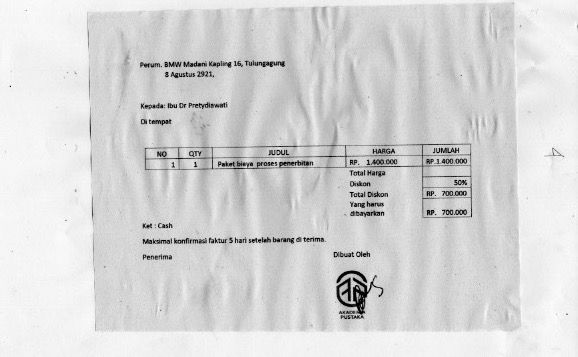 Perum. BMW Madani Kapling 16, Tulungagung
8 Agustus 2921,
Kepada: Ibu Dr Pretydiawati
Di tempat
NO QTY JUDUL HARGA JUMLAH
1 1 Paket biaya proses penerbitan RP. 1.400.000 RP.1.400.000
Total Harga
Diskon 50%
Total Diskon RP. 700.000
Yang harus
dibayarkan RP. 700.000
Ket : Cash
Maksimal konfirmasi faktur 5 hari setelah barang di terima.
Penerima Dibuat Oleh
AKADEMIA
PUSTAKA